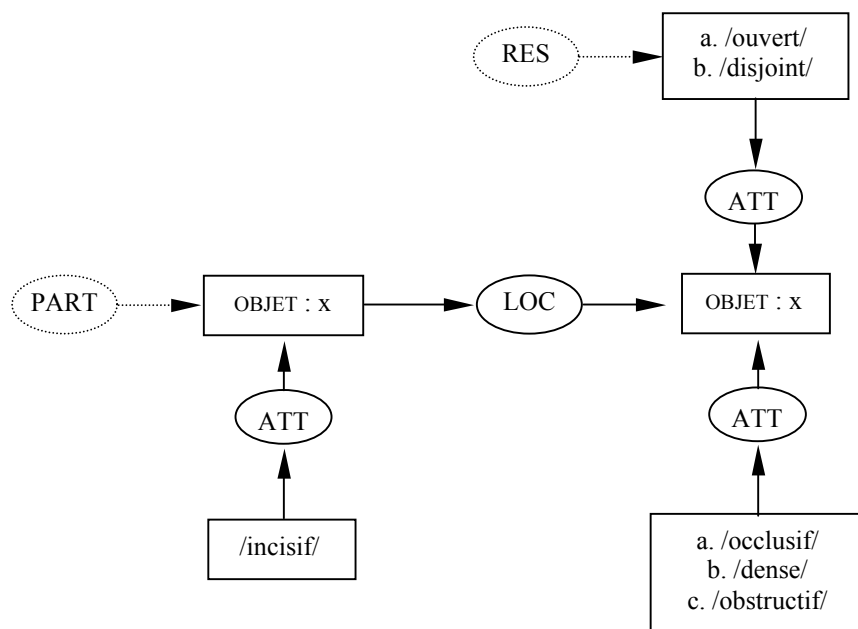 RES
a. /ouvert/
b. /disjoint/
ATT
PART
OBJET : x
LOC
OBJET : x
ATT
ATT
/incisif/
a. /occlusif/
b. /dense/
c. /obstructif/